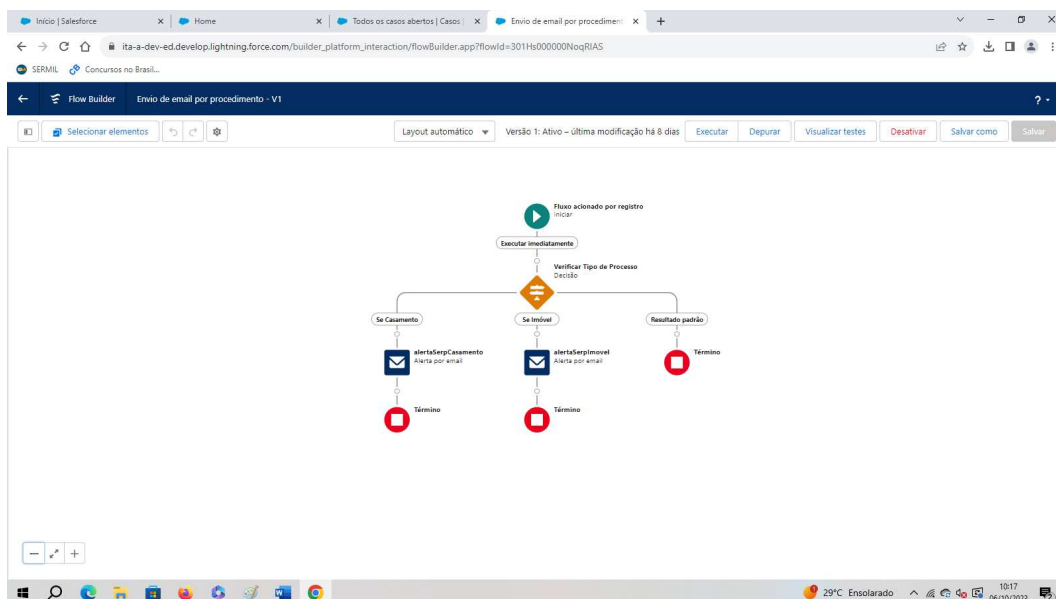 Início | Salesforce
Home
Todos os casos abertos | Casos |
Envio de email por procediment
ita-a-dev-ed.develop.lightning.force.com/builder_platform_interaction/flowBuilder.app?flowId=301Hs000000NoqRIAS
SERMIL
Concursos no Brasil...
Flow Builder
Envio de email por procedimento - V1
?
Selecionar elementos
Layout automático
Versão 1: Ativo – última modificação há 8 dias
Executar
Depurar
Visualizar testes
Desativar
Salvar como
Salvar
Fluxo acionado por registro
Iniciar
Executar imediatamente
Verificar Tipo de Processo
Decisão
Se Casamento
Se Imóvel
Resultado padrão
alertaSerpCasamento
Alerta por email
alertaSerpImovel
Alerta por email
Término
Término
Término
29°C Ensolarado
10:17
06/10/2023